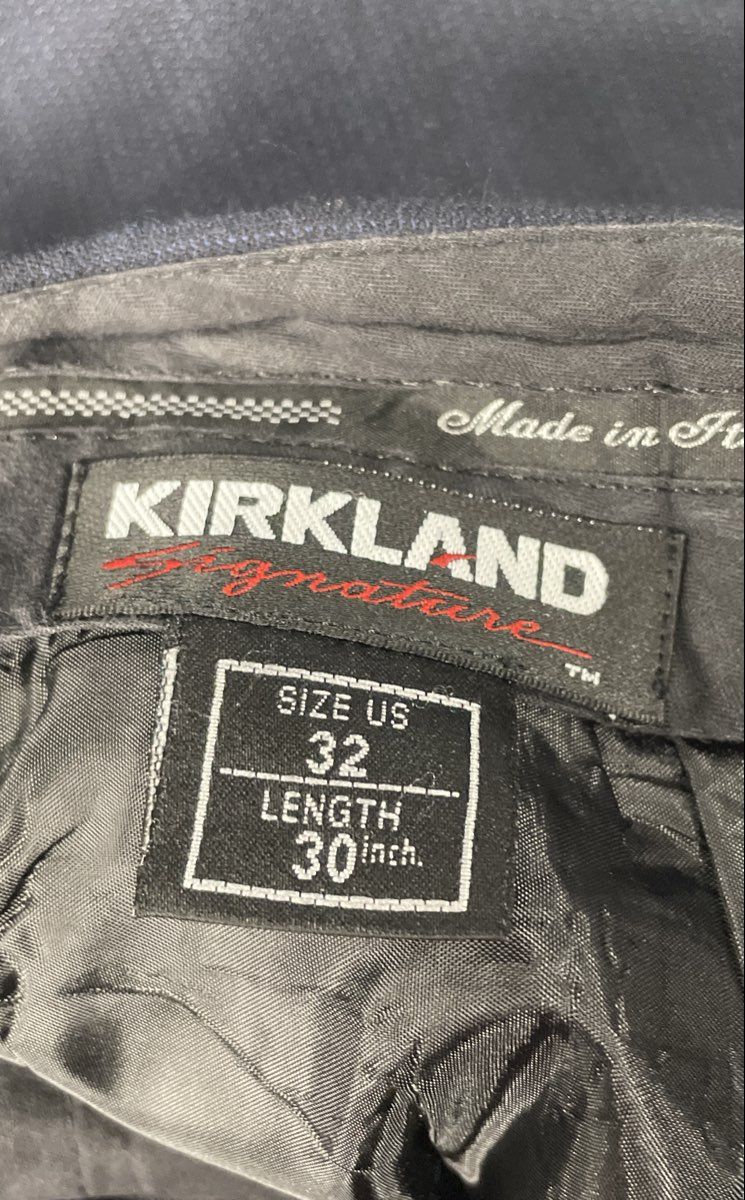 Made in It
KIRKLAND
Signature
TM
SIZE US
32
LENGTH
30 inch.